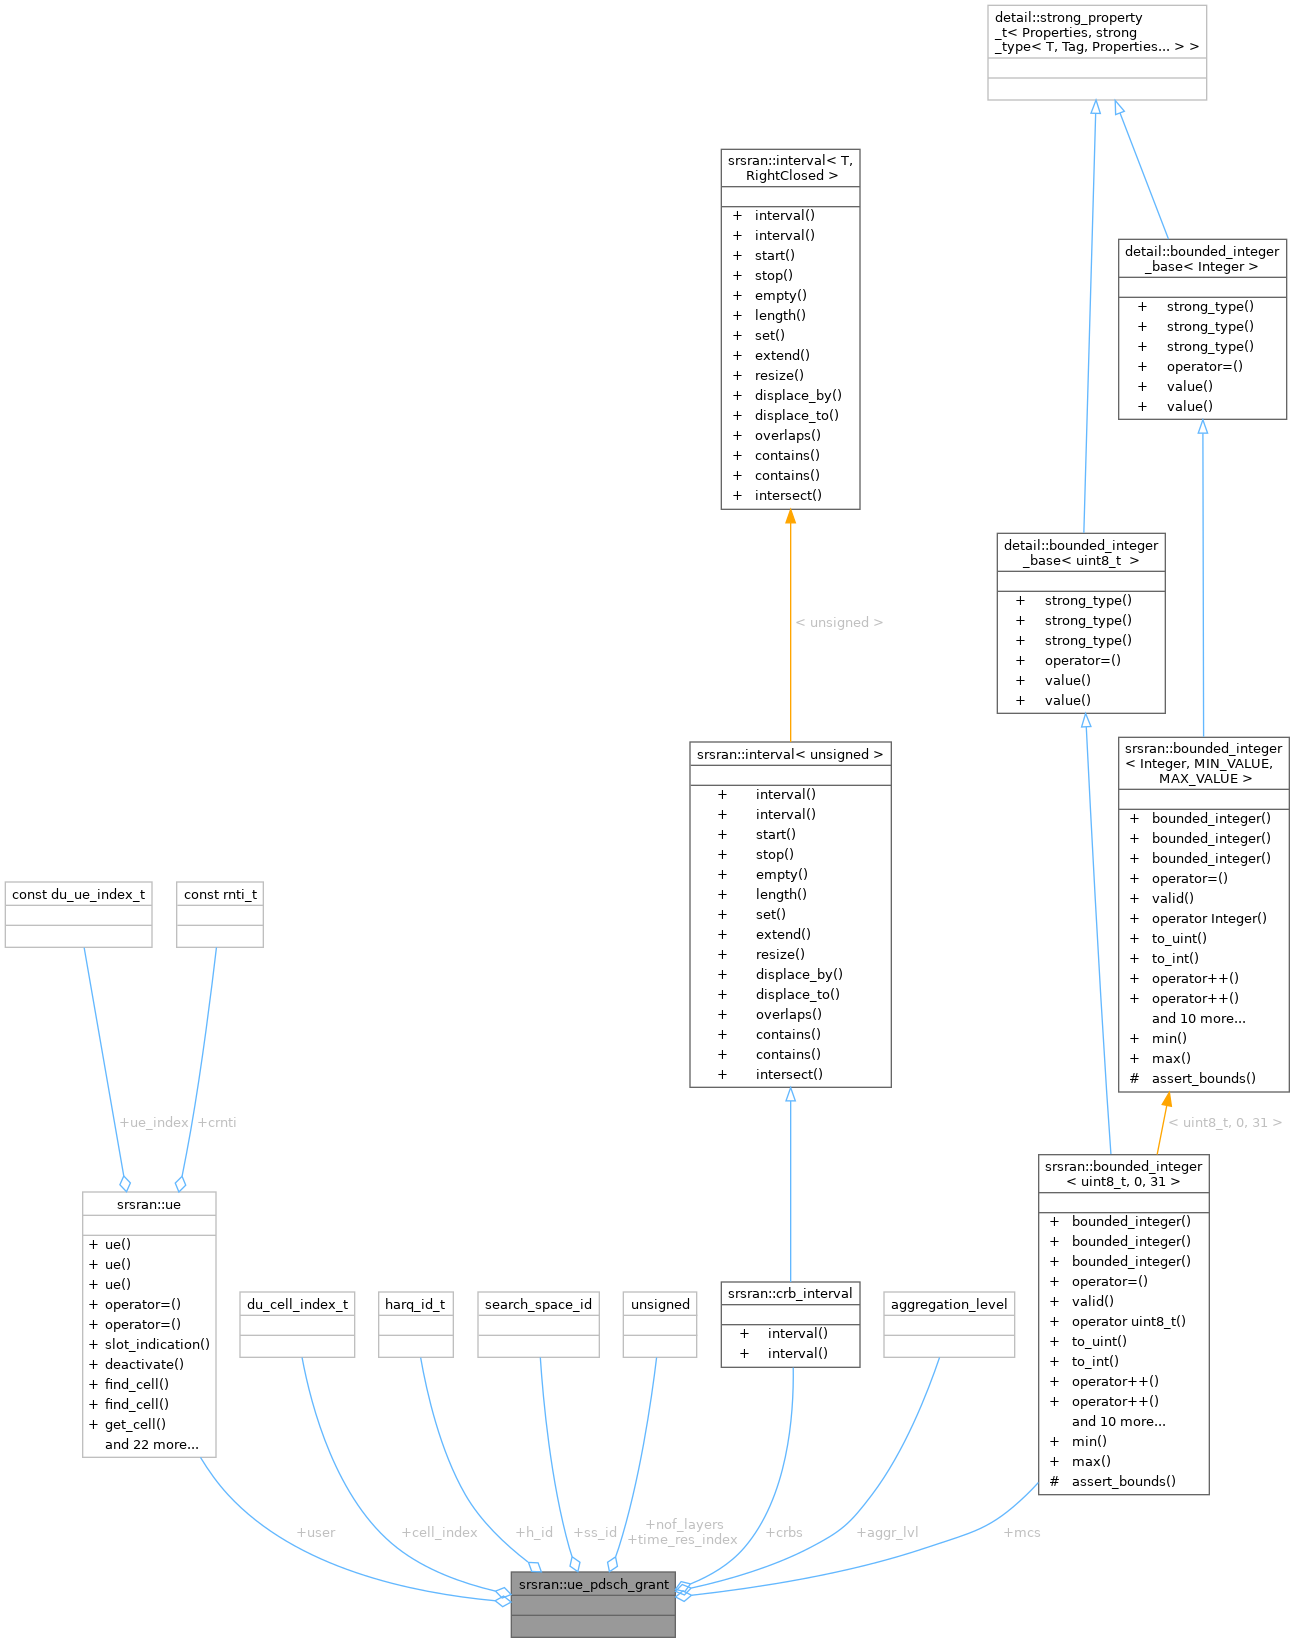 detail::strong_property
_t< Properties, strong
_type< T, Tag, Properties... > >
srsran::interval< T,
RightClosed >
+ interval()
+ interval()
+ start()
+ stop()
+ empty()
+ length()
+ set()
+ extend()
+ resize()
+ displace_by()
+ displace_to()
+ overlaps()
+ contains()
+ contains()
+ intersect()
detail::bounded_integer
_base< Integer >
+ strong_type()
+ strong_type()
+ strong_type()
+ operator=()
+ value()
+ value()
detail::bounded_integer
_base< uint8_t >
+ strong_type()
+ strong_type()
+ strong_type()
+ operator=()
+ value()
+ value()
< unsigned >
srsran::interval< unsigned >
+ interval()
+ interval()
+ start()
+ stop()
+ empty()
+ length()
+ set()
+ extend()
+ resize()
+ displace_by()
+ displace_to()
+ overlaps()
+ contains()
+ contains()
+ intersect()
srsran::bounded_integer
< Integer, MIN_VALUE,
MAX_VALUE >
+ bounded_integer()
+ bounded_integer()
+ bounded_integer()
+ operator=()
+ valid()
+ operator Integer()
+ to_uint()
+ to_int()
+ operator++()
+ operator++()
and 10 more...
+ min()
+ max()
# assert_bounds()
const du_ue_index_t
const rnti_t
+ue_index
+crnti
< uint8_t, 0, 31 >
srsran::ue
+ ue()
+ ue()
+ ue()
+ operator=()
+ operator=()
+ slot_indication()
+ deactivate()
+ find_cell()
+ find_cell()
+ get_cell()
and 22 more...
du_cell_index_t
harq_id_t
search_space_id
unsigned
srsran::crb_interval
+ interval()
+ interval()
aggregation_level
srsran::bounded_integer
< uint8_t, 0, 31 >
+ bounded_integer()
+ bounded_integer()
+ bounded_integer()
+ operator=()
+ valid()
+ operator uint8_t()
+ to_uint()
+ to_int()
+ operator++()
+ operator++()
and 10 more...
+ min()
+ max()
# assert_bounds()
+user
+cell_index
+h_id
+ss_id
+nof_layers
+time_res_index
+crbs
+aggr_lvl
+mcs
srsran::ue_pdsch_grant